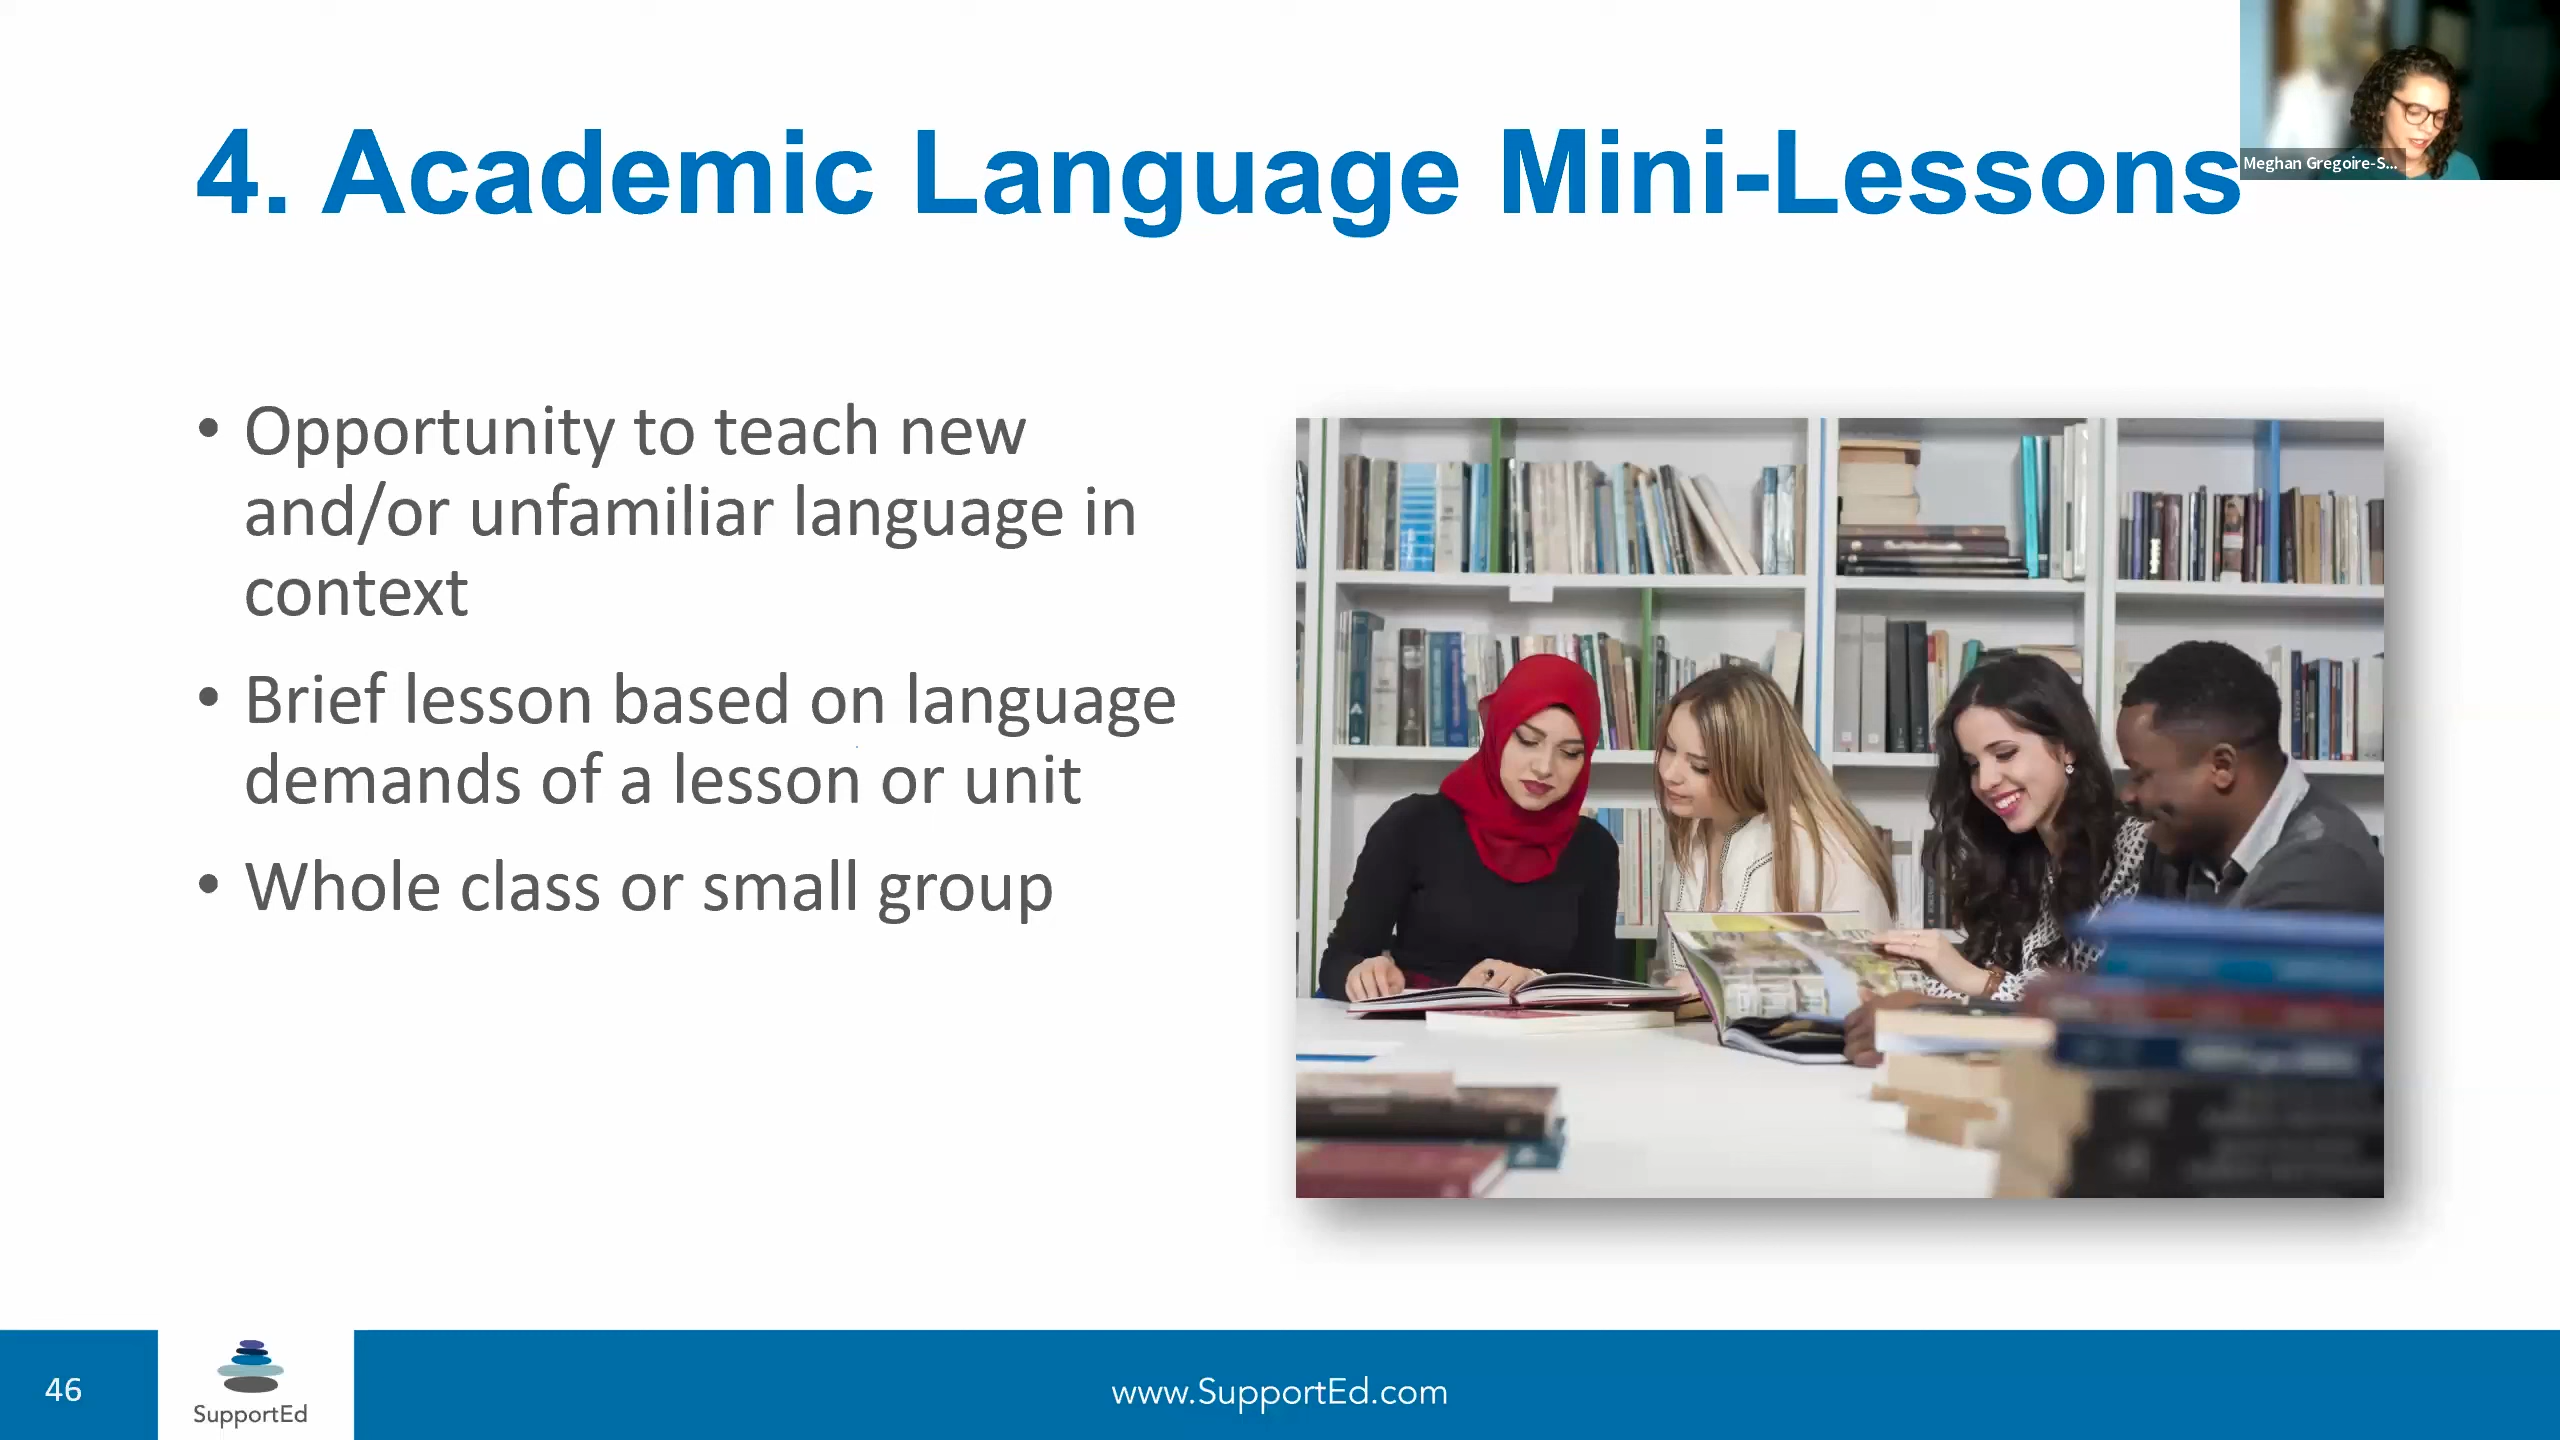 4. Academic Language Mini-Lessons
Meghan Gregoire-S...
• Opportunity to teach new
and/or unfamiliar language in
context
• Brief lesson based on language
demands of a lesson or unit
• Whole class or small group
46
SupportEd
www.SupportEd.com